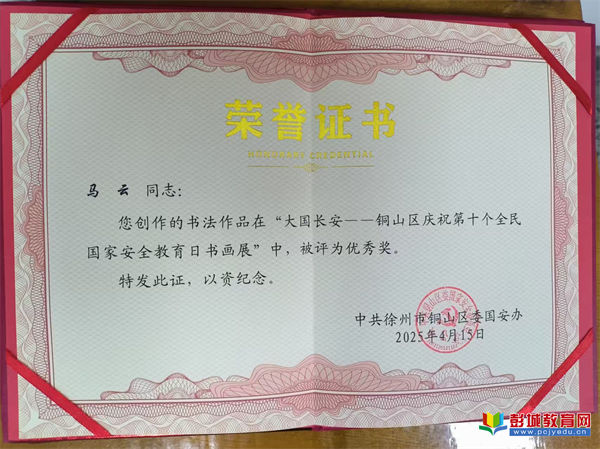 荣誉证书
HONORARY CREDENTIAL
马云 同志：
您创作的书法作品在“大国长安——铜山区庆祝第十个全民
国家安全教育日书画展”中，被评为优秀奖。
特发此证，以资纪念。
中共徐州市铜山区委国安办
2025年4月15日
彭城教育网
www.pcjyedu.cn